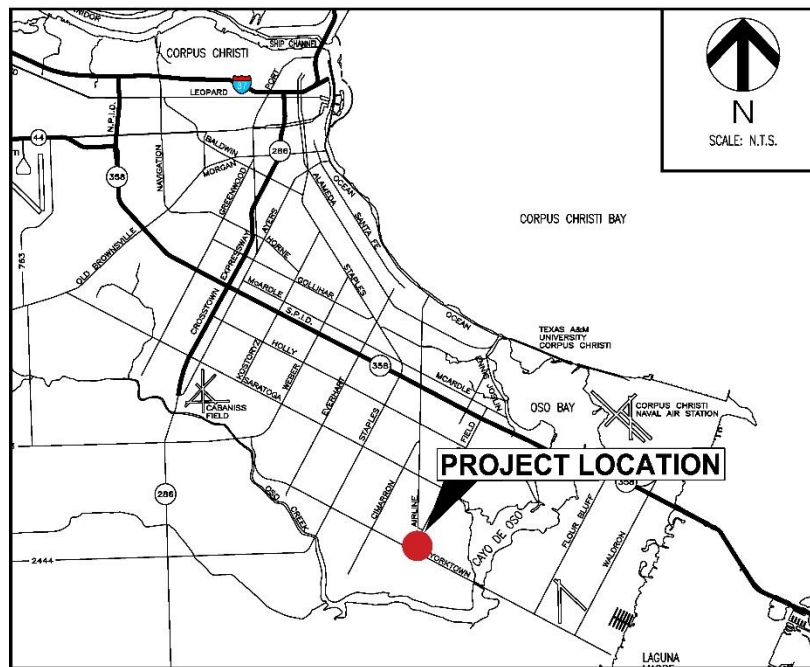 CORPUS CHRISTI
SHIP CHANNEL
PORT
37
LEOPARD
N.P.I.D.
44
286
358
NAVIGATION
BALDWIN
MORGAN
GREENWOOD
ALAMEDA
OCEAN
SANTA FE
N
SCALE: N.T.S.
CORPUS CHRISTI BAY
763
OLD BROWNSVILLE
CROSSTOWN EXPRESSWAY
AYERS
HORNE
GOLLIHAR
STAPLES
McARDLE
S.P.I.D.
OCEAN
TEXAS A&M
UNIVERSITY
CORPUS CHRISTI
KOSTORYZ
HOLLY
WEBER
SARATOGA
EVERHART
358
McARDLE
ENNIS JOSLIN
OSO BAY
CORPUS CHRISTI
NAVAL AIR STATION
CABANISS
FIELD
STAPLES
FIELD
PROJECT LOCATION
286
OSO
CREEK
CIMARRON
AIRLINE
358
FLOUR BLUFF
WALDRON
CAYO DE OSO
YORKTOWN
2444
LAGUNA